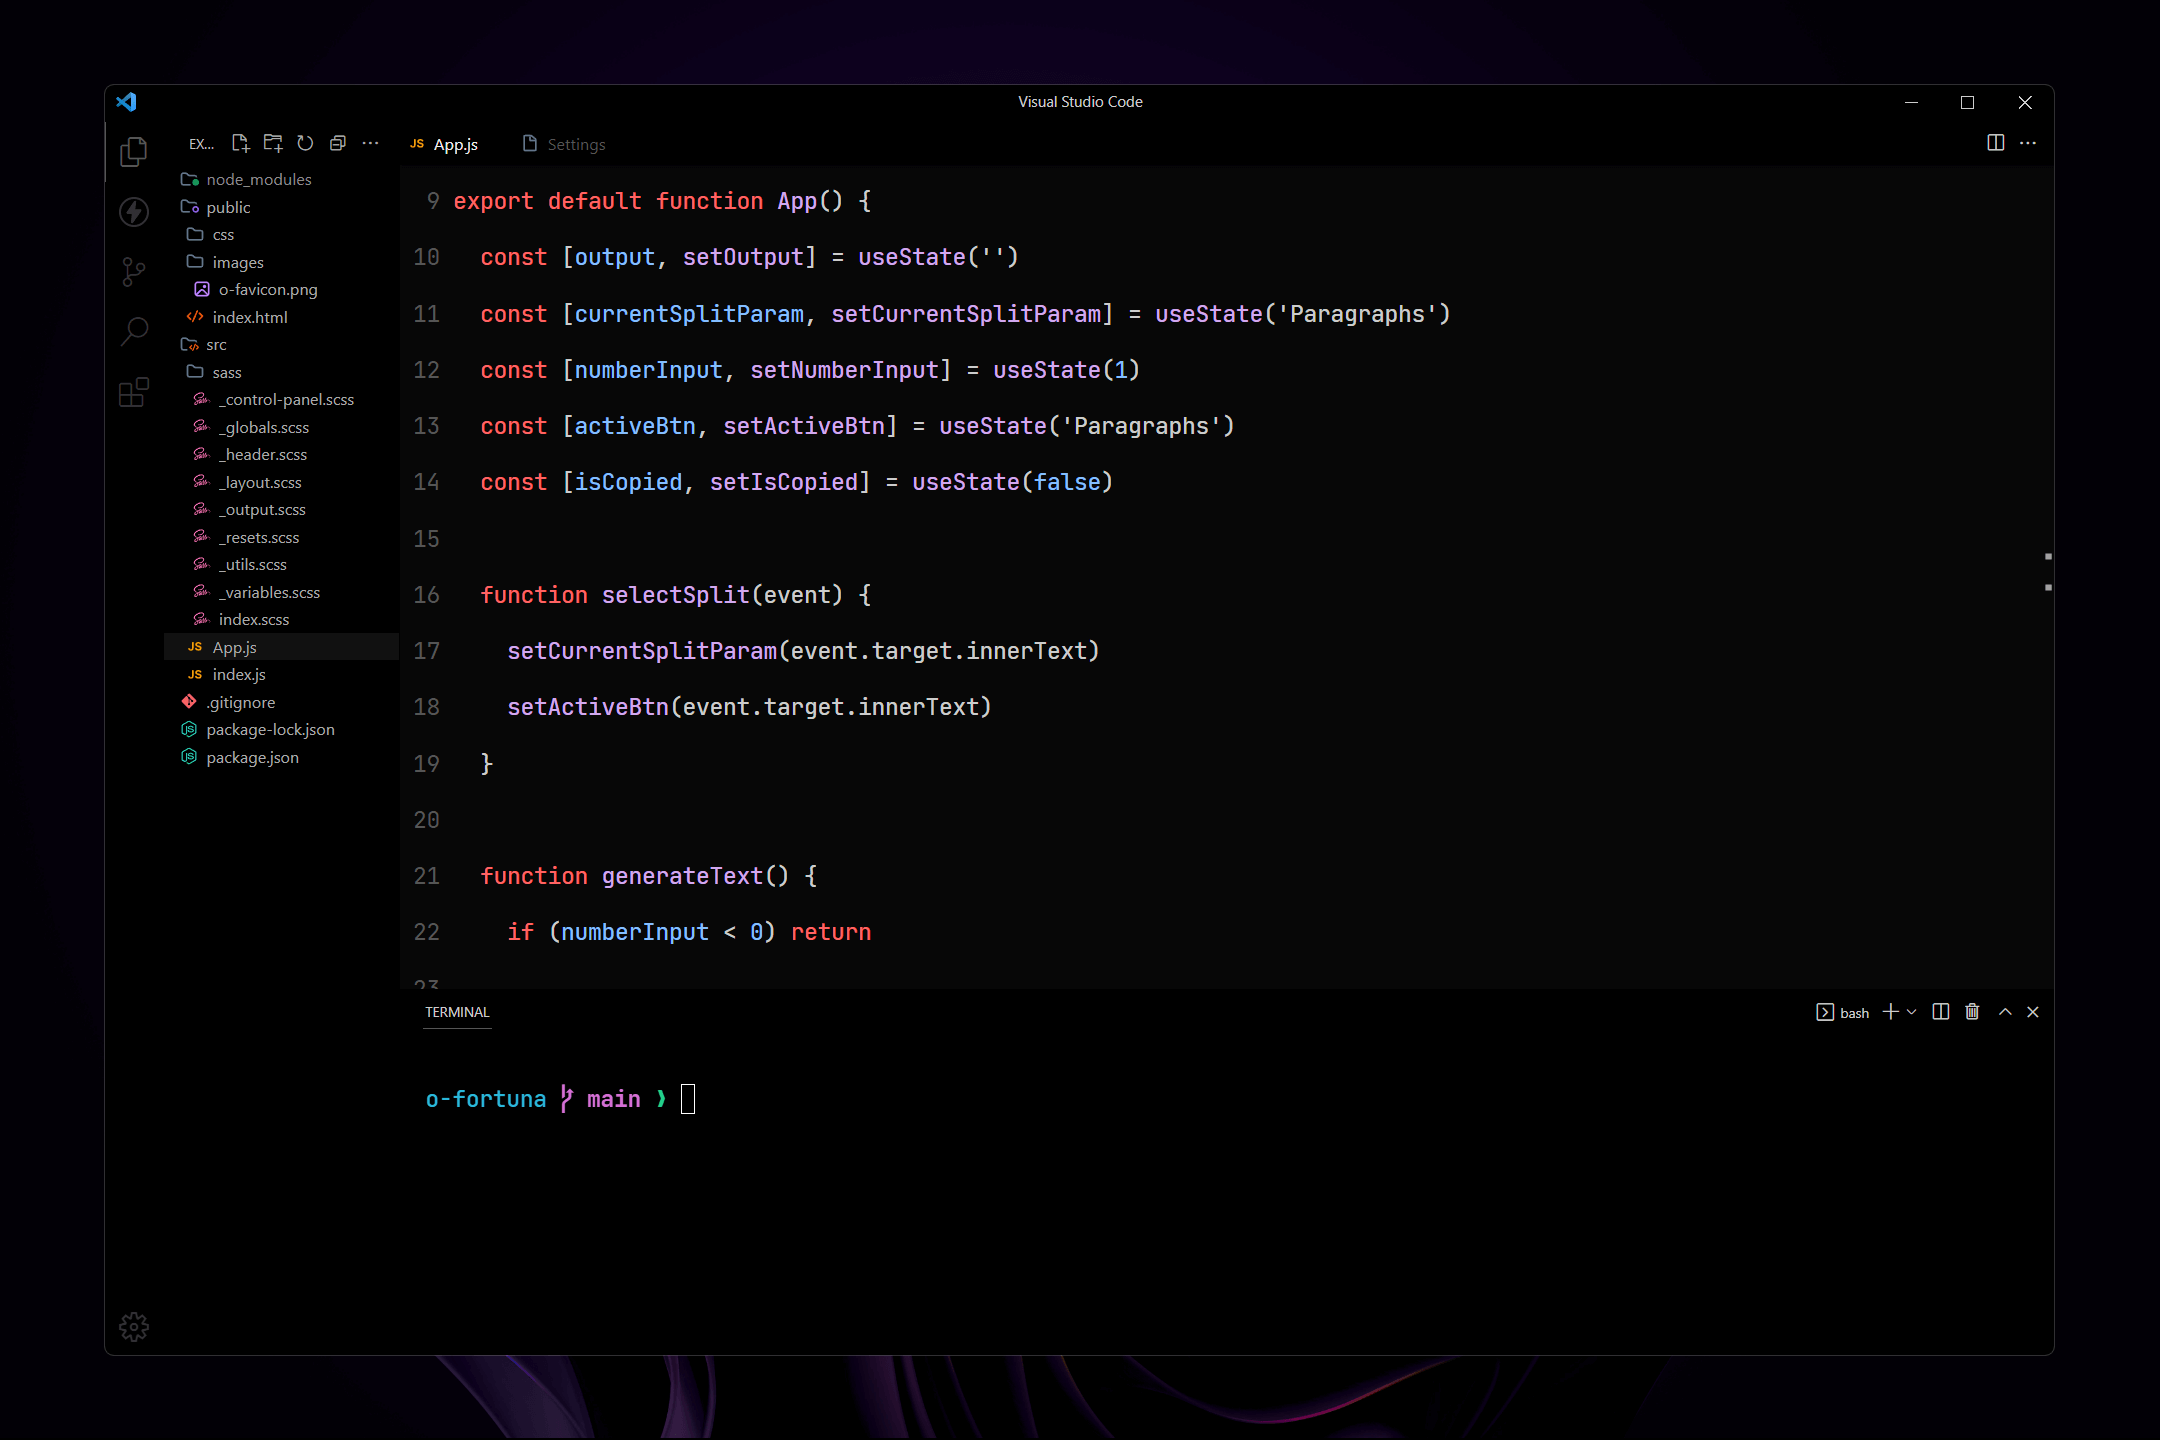 Visual Studio Code
EX...
node_modules
public
css
images
o-favicon.png
index.html
src
sass
_control-panel.scss
_globals.scss
_header.scss
_layout.scss
_output.scss
_resets.scss
_utils.scss
_variables.scss
index.scss
JS App.js
JS index.js
.gitignore
package-lock.json
package.json
JS App.js Settings
9 export default function App() {
10 const [output, setOutput] = useState('')
11 const [currentSplitParam, setCurrentSplitParam] = useState('Paragraphs')
12 const [numberInput, setNumberInput] = useState(1)
13 const [activeBtn, setActiveBtn] = useState('Paragraphs')
14 const [isCopied, setIsCopied] = useState(false)
15
16 function selectSplit(event) {
17 setCurrentSplitParam(event.target.innerText)
18 setActiveBtn(event.target.innerText)
19 }
20
21 function generateText() {
22 if (numberInput < 0) return
23
TERMINAL
bash
o-fortuna main ❯